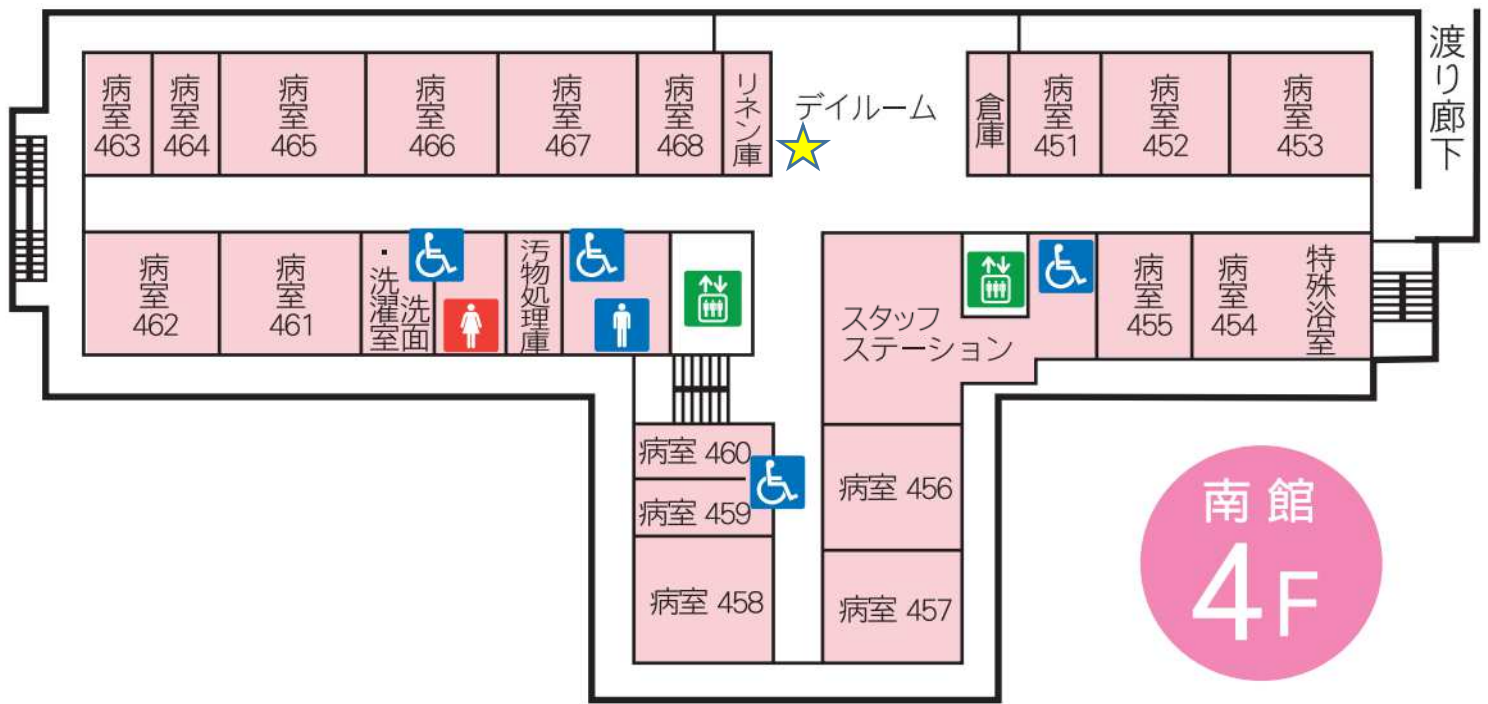 病室 463
病室 464
病室 465
病室 466
病室 467
病室 468
リネン庫
デイルーム
倉庫
病室 451
病室 452
病室 453
渡り廊下
病室 462
病室 461
洗面
・洗濯室
汚物処理庫
スタッフ
ステーション
病室 455
病室 454
特殊浴室
病室 460
病室 459
病室 458
病室 456
病室 457
南館
4F